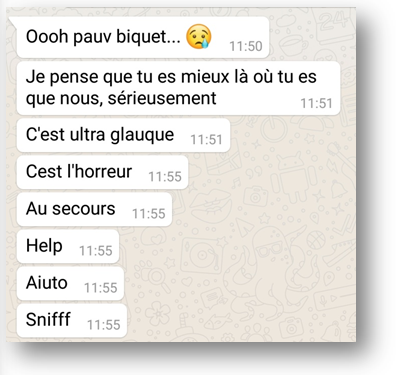 Oooh pauv biquet... 😢 11:50
Je pense que tu es mieux là où tu es
que nous, sérieusement 11:51
C'est ultra glauque 11:51
Cest l'horreur 11:55
Au secours 11:55
Help 11:55
Aiuto 11:55
Snifff 11:55